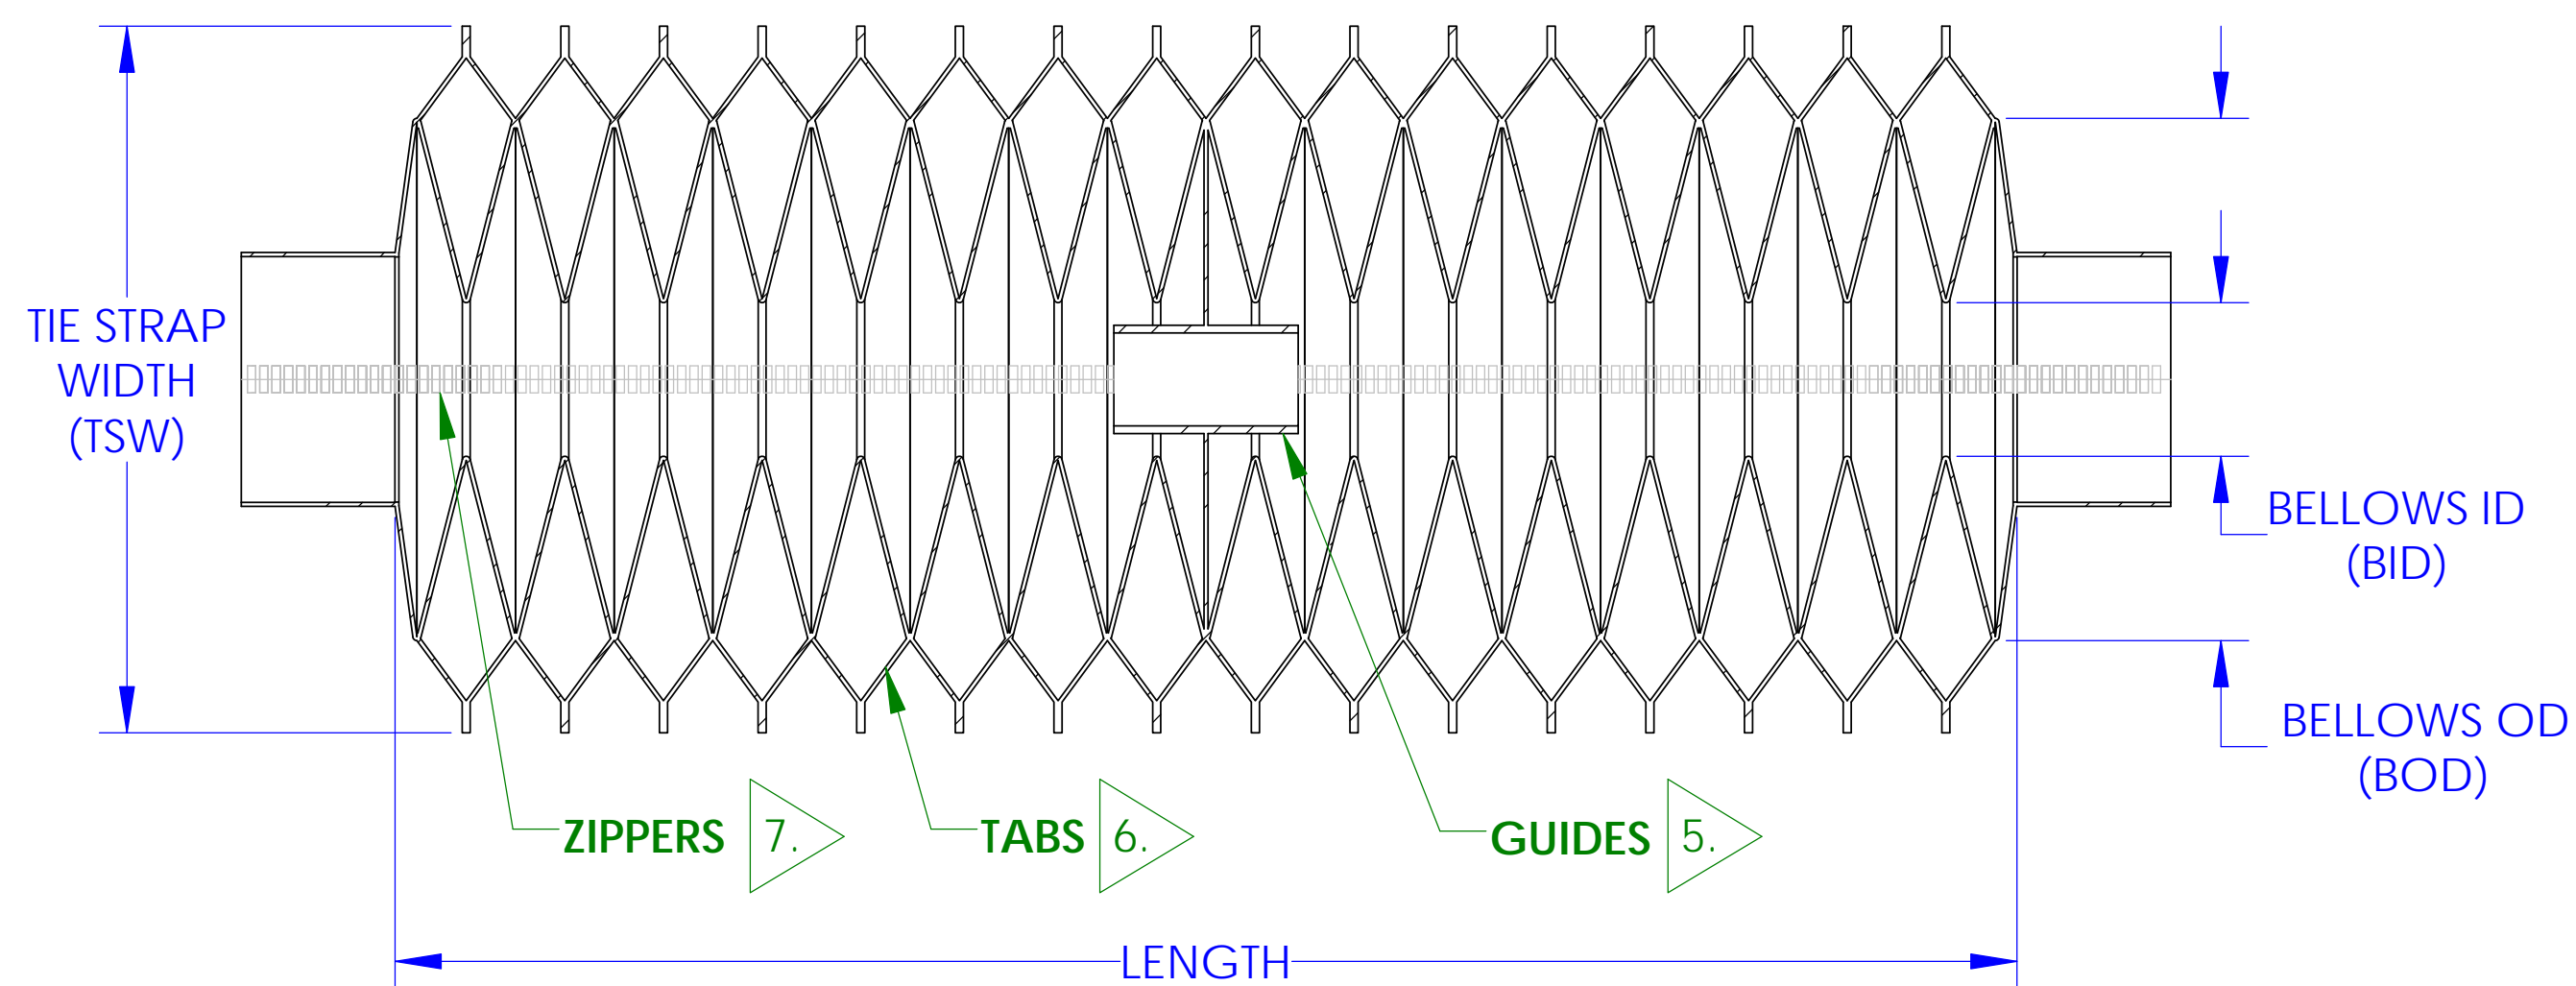 TIE STRAP
WIDTH
(TSW)
BELLOWS ID
(BID)
BELLOWS OD
(BOD)
ZIPPERS 7.
TABS 6.
GUIDES 5.
LENGTH